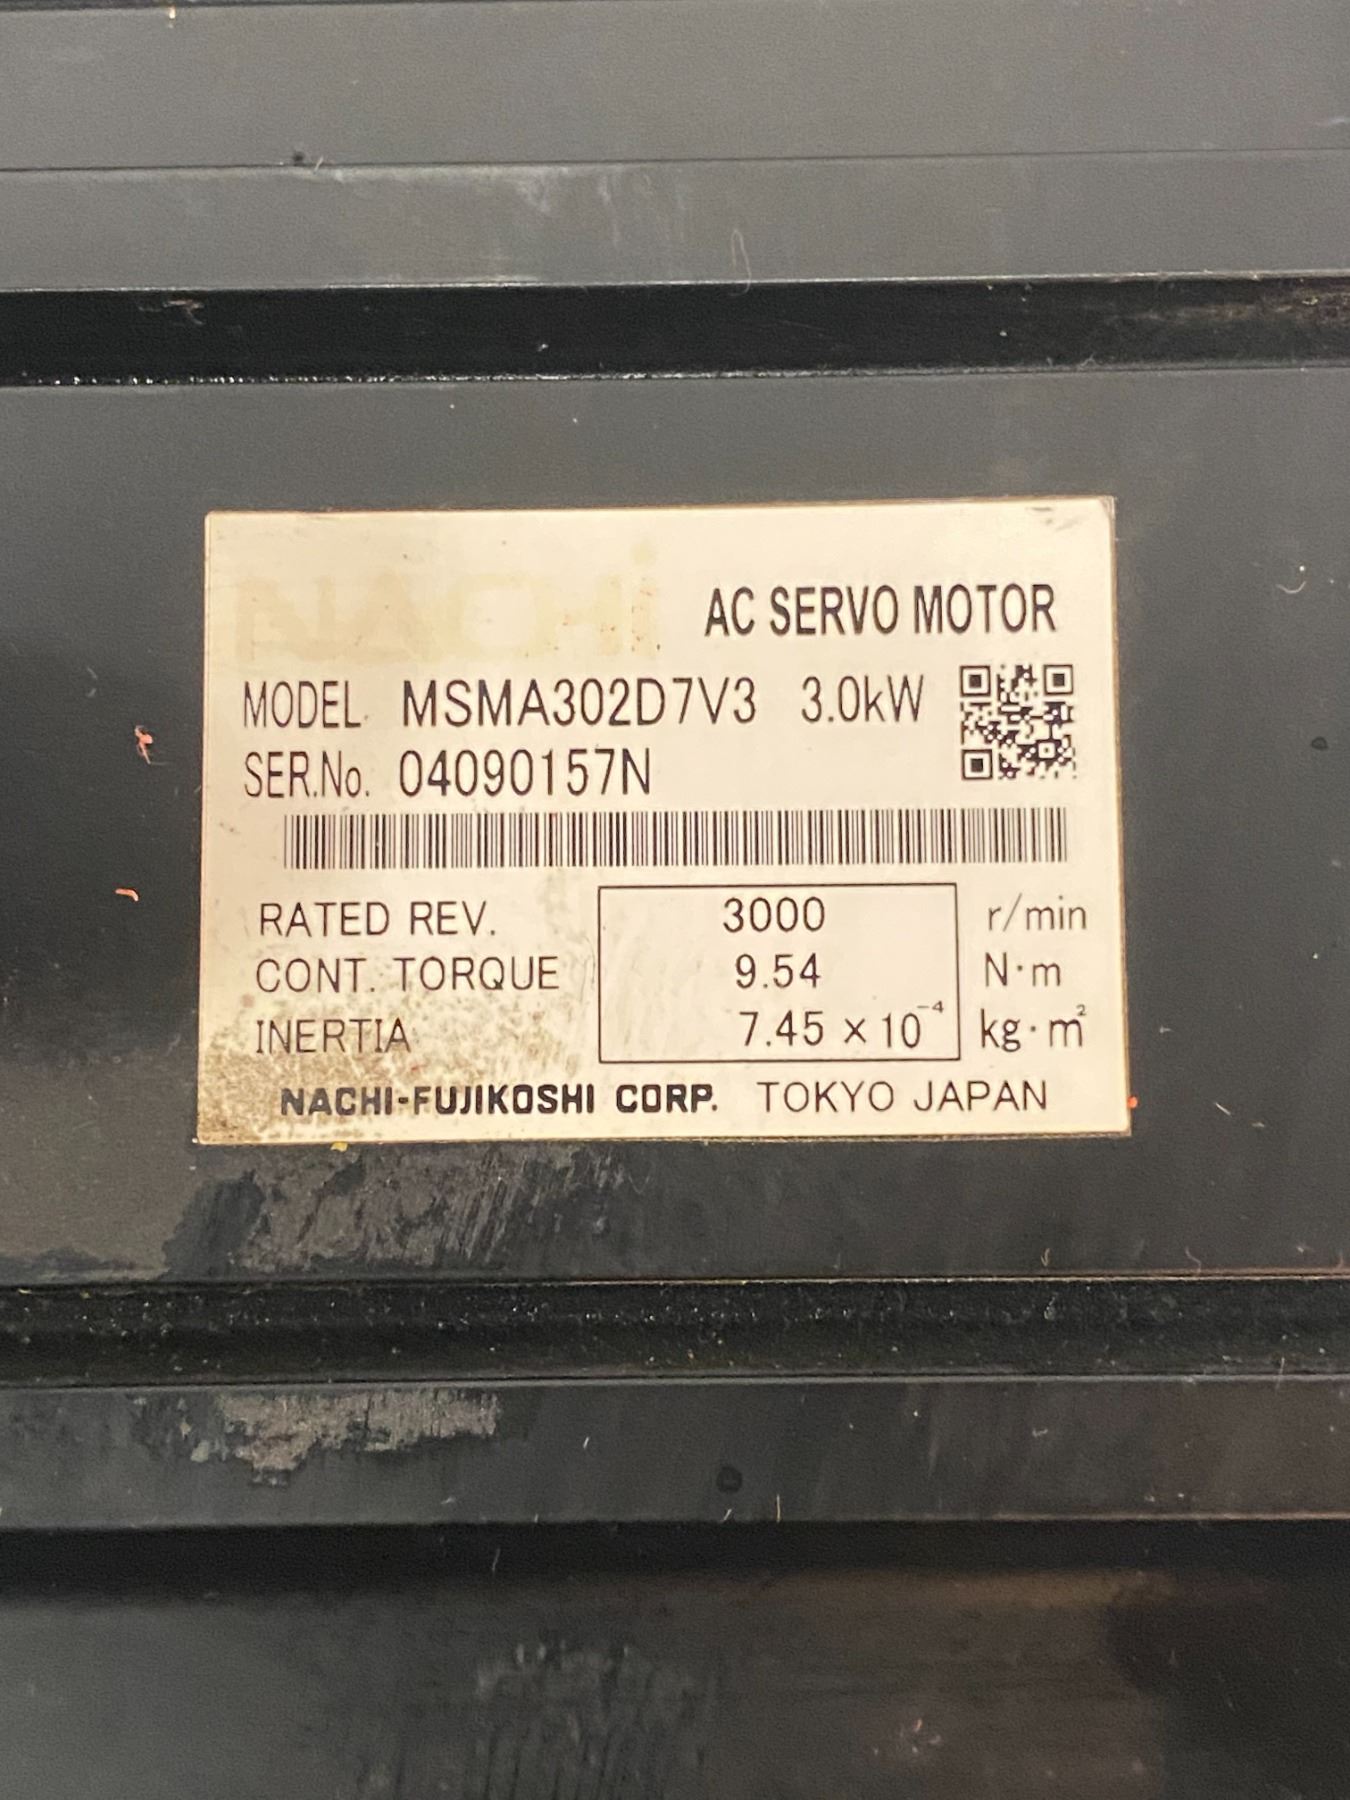 NACHi
AC SERVO MOTOR
MODEL MSMA302D7V3 3.0kW
SER.No. 04090157N
RATED REV. 3000 r/min
CONT. TORQUE 9.54 N·m
INERTIA 7.45 × 10⁻⁴ kg·m²
NACHI-FUJIKOSHI CORP. TOKYO JAPAN